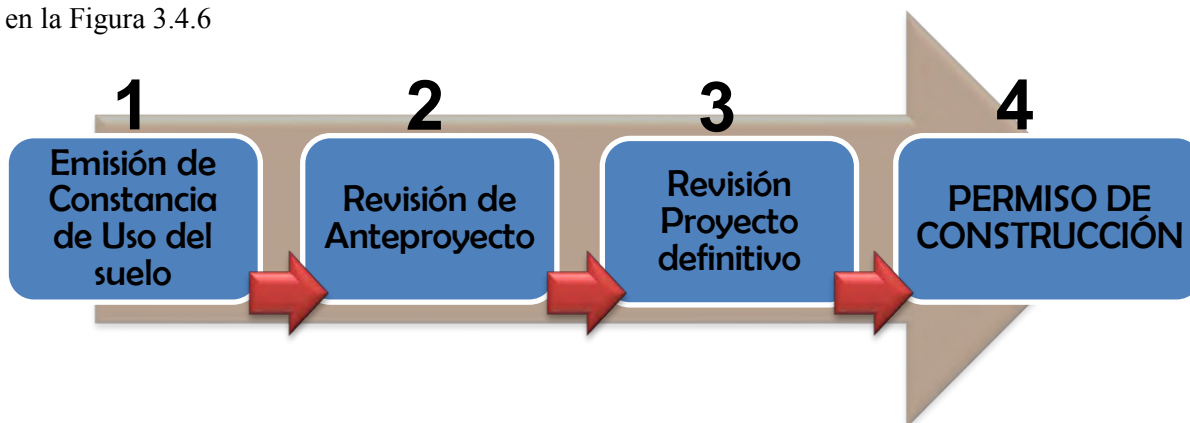 en la Figura 3.4.6
1
Emisión de
Constancia
de Uso del
suelo
2
Revisión de
Anteproyecto
3
Revisión
Proyecto
definitivo
4
PERMISO DE
CONSTRUCCIÓN